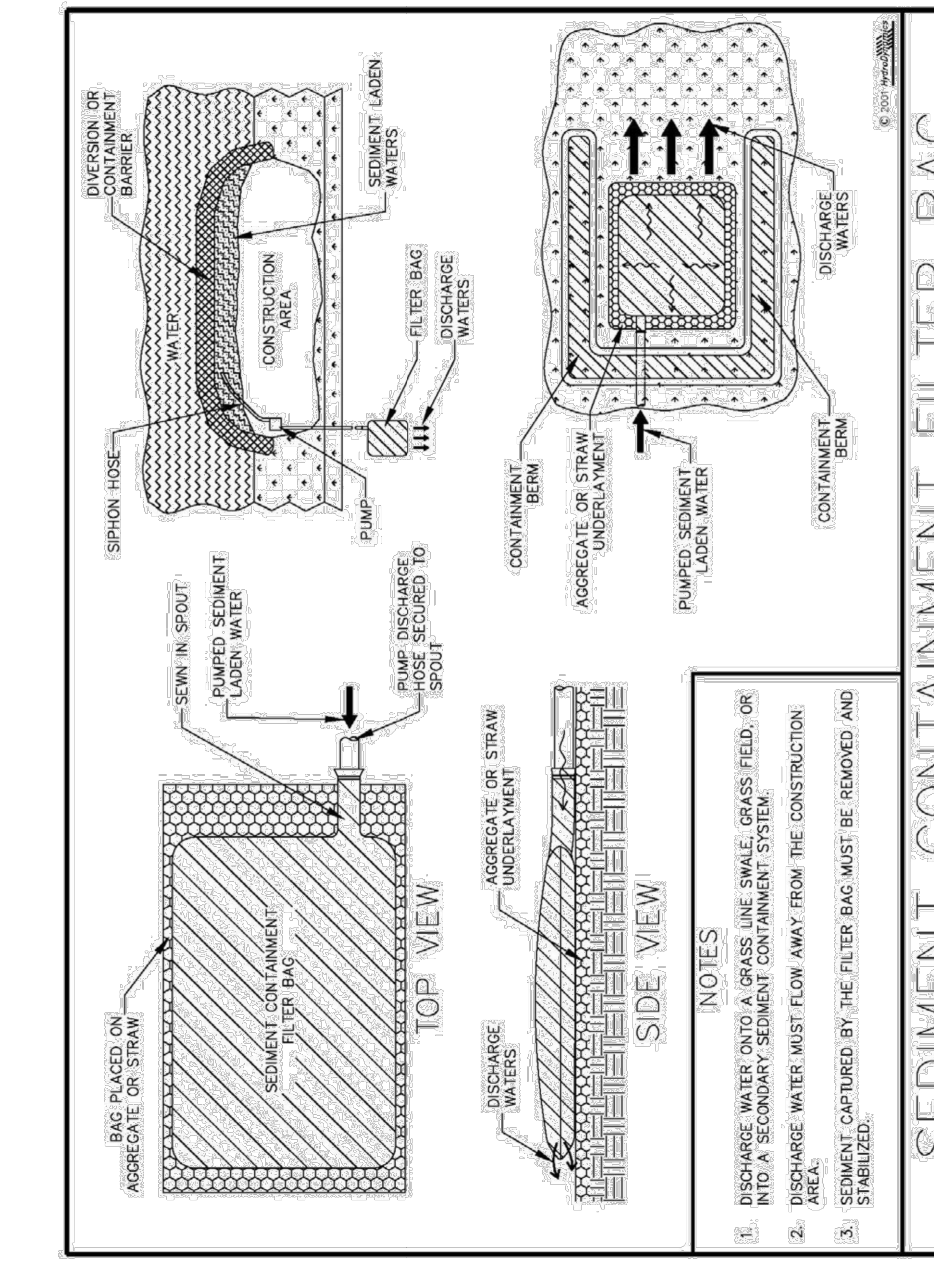 BAG PLACED ON
AGGREGATE OR STRAW
SEWN IN SPOUT
PUMPED SEDIMENT
LADEN WATER
PUMP DISCHARGE
HOSE SECURED TO
SPOUT
SEDIMENT CONTAINMENT
FILTER BAG
TOP VIEW
SIPHON HOSE
WATER
DIVERSION OR
CONTAINMENT
BARRIER
CONSTRUCTION
AREA
SEDIMENT LADEN
WATERS
PUMP
FILTER BAG
DISCHARGE
WATERS
DISCHARGE
WATERS
AGGREGATE OR STRAW
UNDERLAYMENT
SIDE VIEW
CONTAINMENT
BERM
AGGREGATE OR STRAW
UNDERLAYMENT
PUMPED SEDIMENT
LADEN WATER
DISCHARGE
WATERS
CONTAINMENT
BERM
NOTES
1. DISCHARGE WATER ONTO A GRASS LINE SWALE, GRASS FIELD, OR
INTO A SECONDARY SEDIMENT CONTAINMENT SYSTEM.
2. DISCHARGE WATER MUST FLOW AWAY FROM THE CONSTRUCTION
AREA.
3. SEDIMENT CAPTURED BY THE FILTER BAG MUST BE REMOVED AND
STABILIZED.
© 2001 HydroDynamics
SEDIMENT CONTAINMENT FILTER BAG